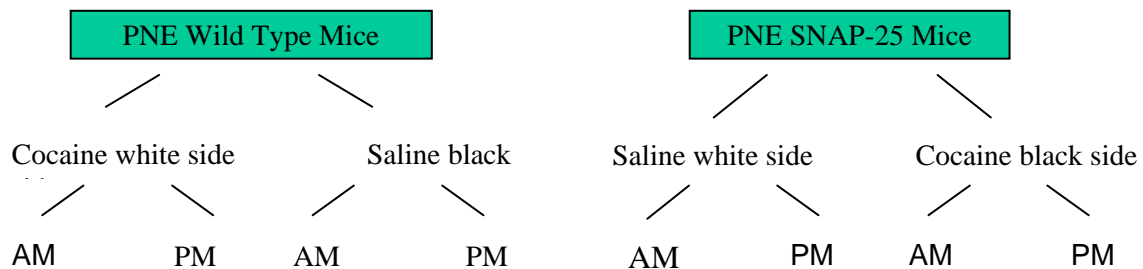 PNE Wild Type Mice PNE SNAP-25 Mice
Cocaine white side Saline black Saline white side Cocaine black side
AM PM AM PM AM PM AM PM